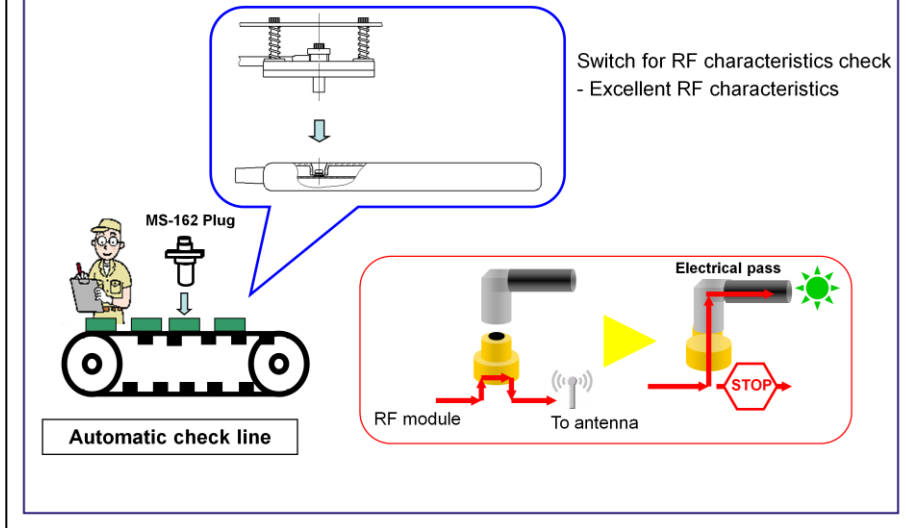 Switch for RF characteristics check
- Excellent RF characteristics
MS-162 Plug
Electrical pass
STOP
RF module
To antenna
Automatic check line